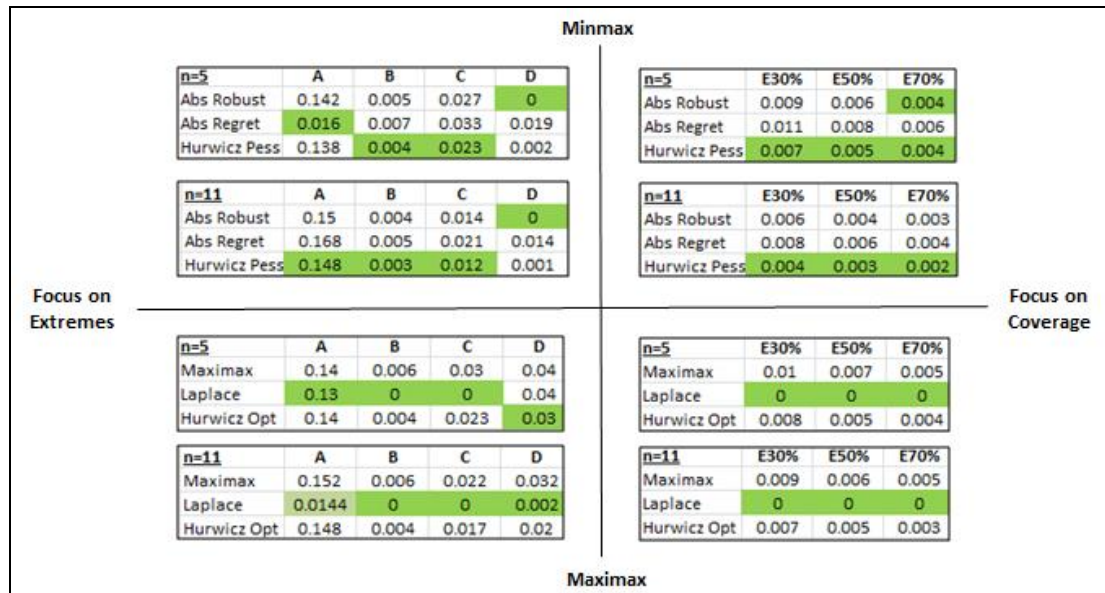 Minmax
n=5 A B C D
Abs Robust 0.142 0.005 0.027 0
Abs Regret 0.016 0.007 0.033 0.019
Hurwicz Pess 0.138 0.004 0.023 0.002
n=5 E30% E50% E70%
Abs Robust 0.009 0.006 0.004
Abs Regret 0.011 0.008 0.006
Hurwicz Pess 0.007 0.005 0.004
n=11 A B C D
Abs Robust 0.15 0.004 0.014 0
Abs Regret 0.168 0.005 0.021 0.014
Hurwicz Pess 0.148 0.003 0.012 0.001
n=11 E30% E50% E70%
Abs Robust 0.006 0.004 0.003
Abs Regret 0.008 0.006 0.004
Hurwicz Pess 0.004 0.003 0.002
Focus on
Extremes
Focus on
Coverage
n=5 A B C D
Maximax 0.14 0.006 0.03 0.04
Laplace 0.13 0 0 0.04
Hurwicz Opt 0.14 0.004 0.023 0.03
n=5 E30% E50% E70%
Maximax 0.01 0.007 0.005
Laplace 0 0 0
Hurwicz Opt 0.008 0.005 0.004
n=11 A B C D
Maximax 0.152 0.006 0.022 0.032
Laplace 0.0144 0 0 0.002
Hurwicz Opt 0.148 0.004 0.017 0.02
n=11 E30% E50% E70%
Maximax 0.009 0.006 0.005
Laplace 0 0 0
Hurwicz Opt 0.007 0.005 0.003
Maximax